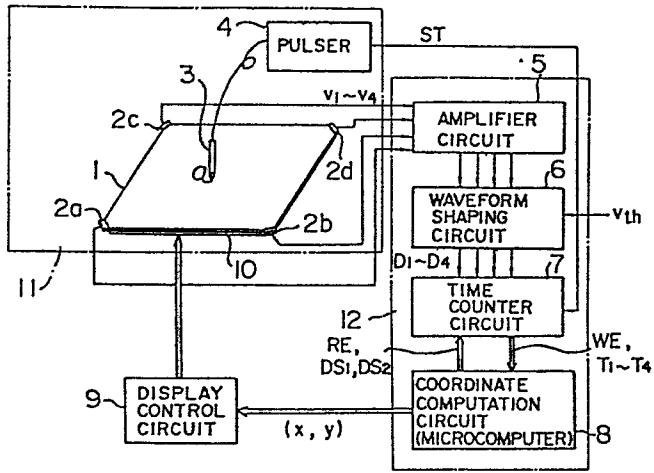 4
PULSER
ST
3
5
v1~v4
2c
AMPLIFIER
CIRCUIT
2d
1
a
6
2a
WAVEFORM
SHAPING
CIRCUIT
Vth
2b
10
D1~D4
7
11
TIME
COUNTER
CIRCUIT
12
RE,
DS1,DS2
WE,
T1~T4
9
DISPLAY
CONTROL
CIRCUIT
(x, y)
COORDINATE
COMPUTATION
CIRCUIT
(MICROCOMPUTER)
8